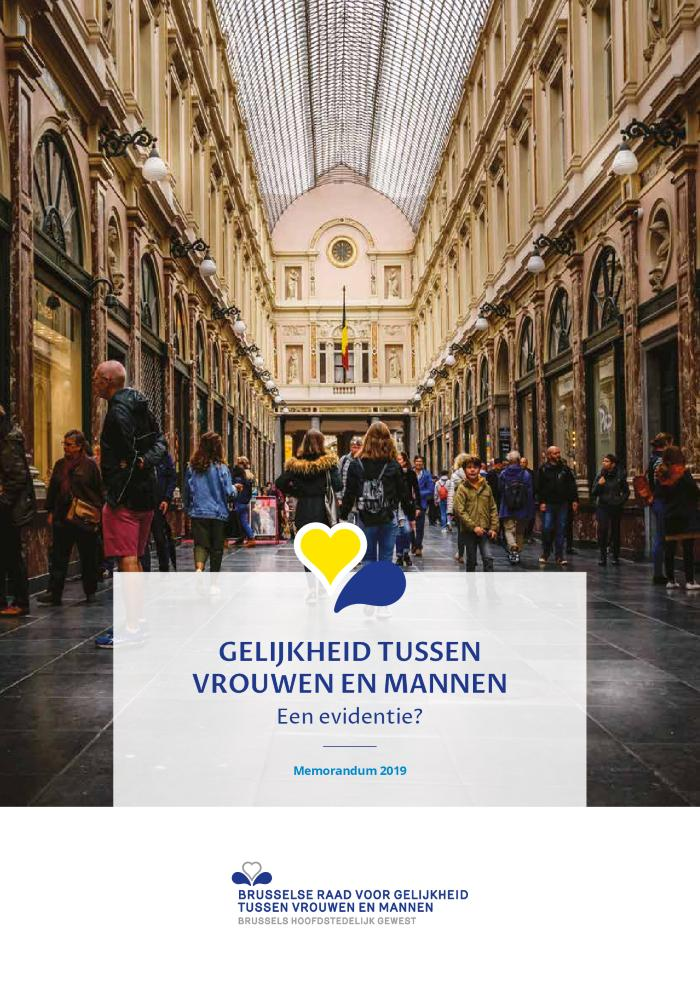 GELIJKHEID TUSSEN
VROUWEN EN MANNEN
Een evidentie?
Memorandum 2019
BRUSSELSE RAAD VOOR GELIJKHEID
TUSSEN VROUWEN EN MANNEN
BRUSSELS HOOFDSTEDELIJK GEWEST